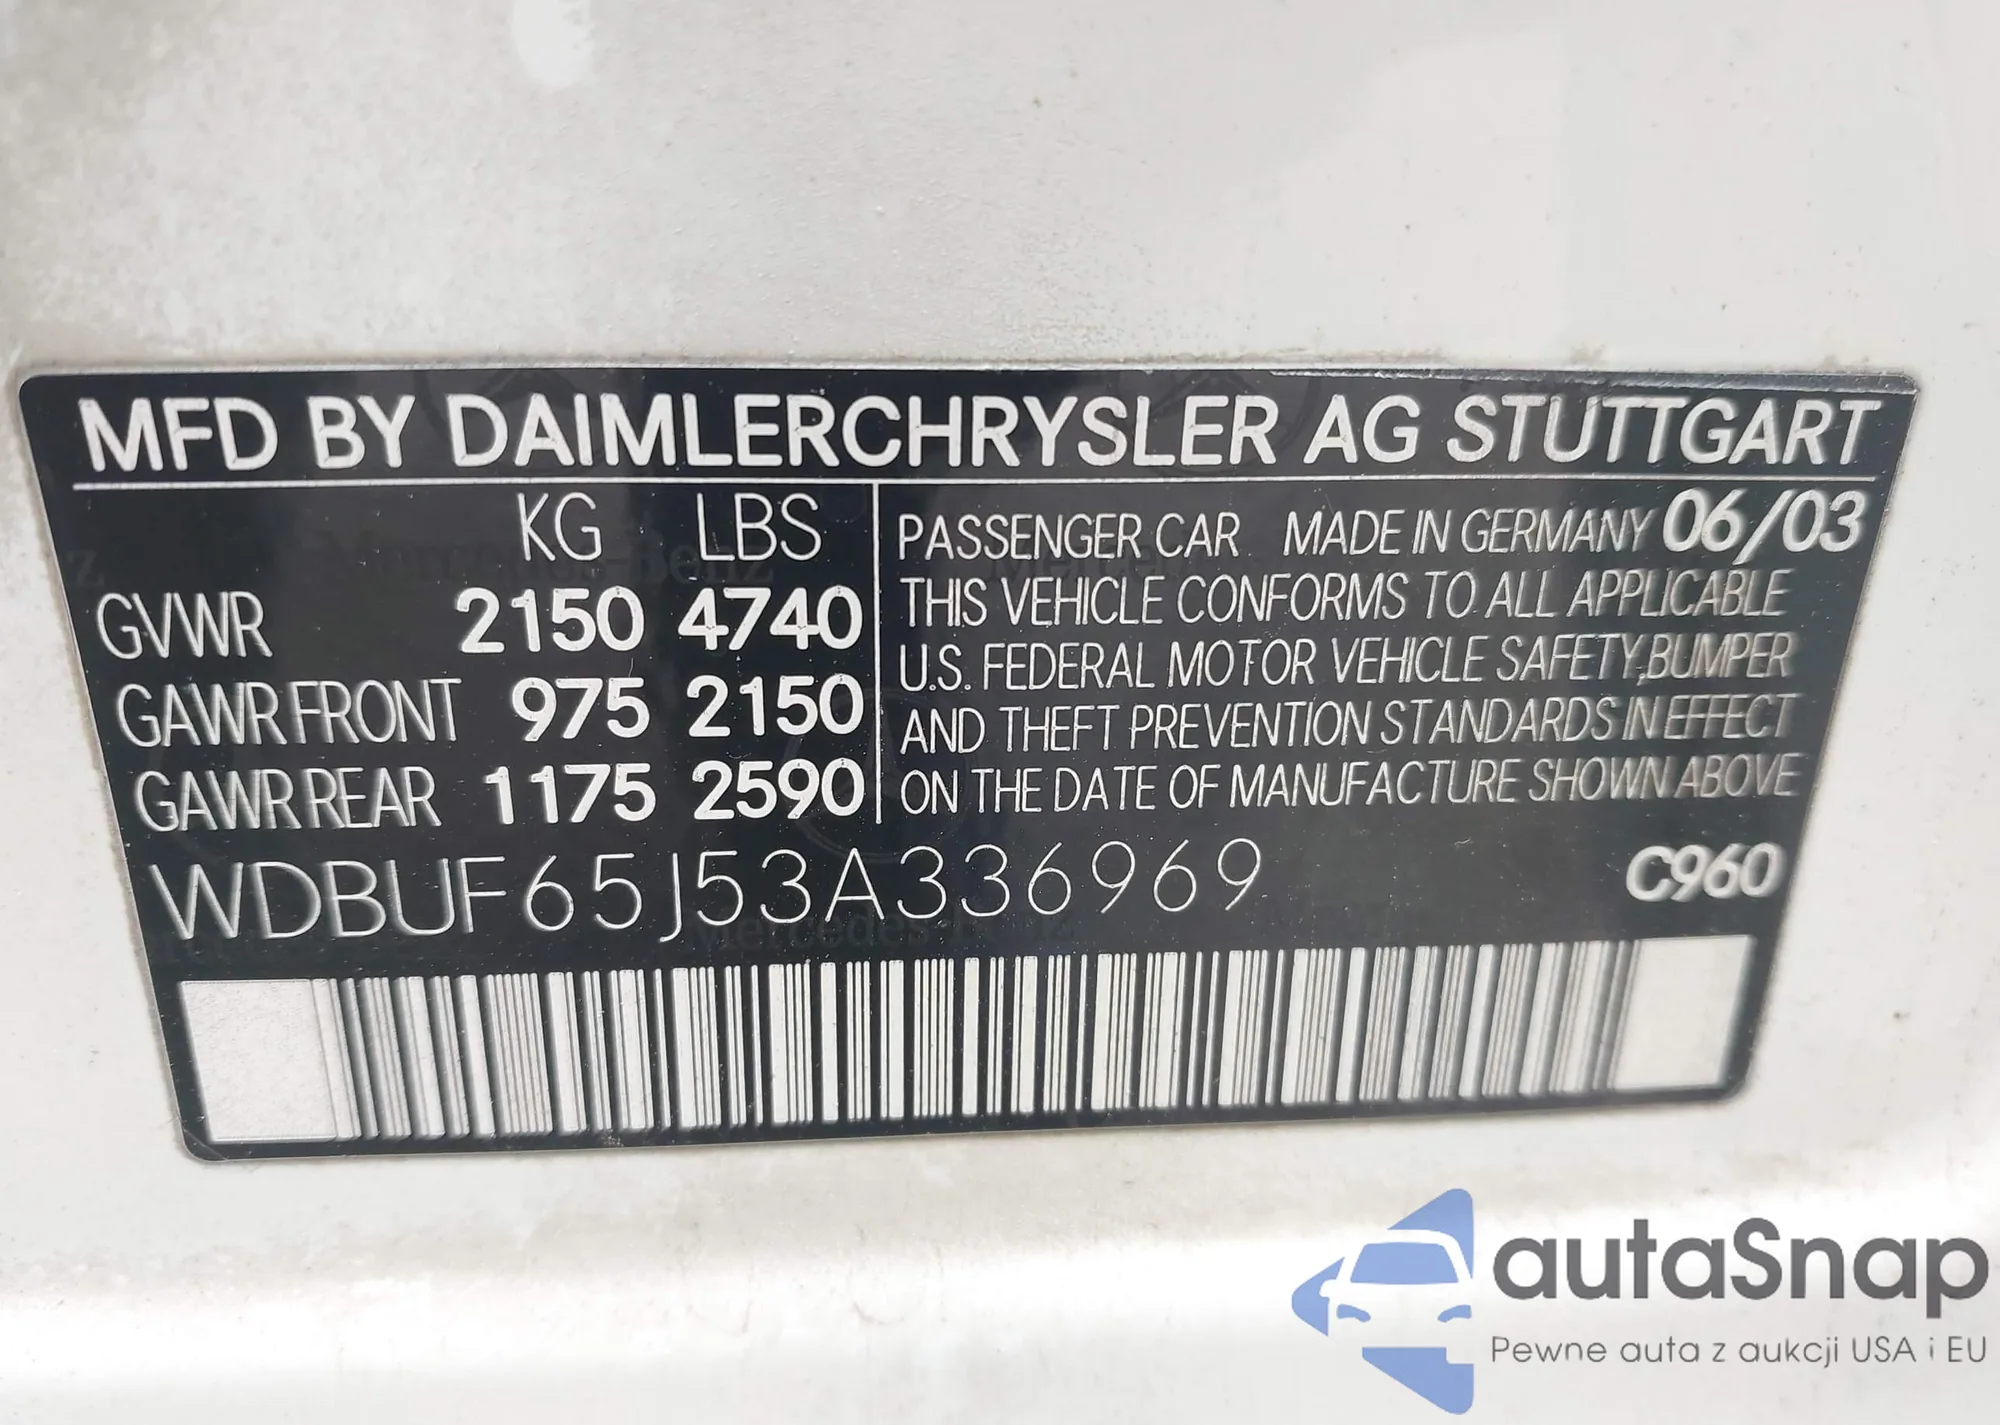 MFD BY DAIMLERCHRYSLER AG STUTTGART
KG LBS
GVWR 2150 4740
GAWR FRONT 975 2150
GAWR REAR 1175 2590
PASSENGER CAR MADE IN GERMANY 06/03
THIS VEHICLE CONFORMS TO ALL APPLICABLE
U.S. FEDERAL MOTOR VEHICLE SAFETY,BUMPER
AND THEFT PREVENTION STANDARDS IN EFFECT
ON THE DATE OF MANUFACTURE SHOWN ABOVE
WDBUF65J53A336969 C960
Mercedes-Benz
autaSnap
Pewne auta z aukcji USA i EU